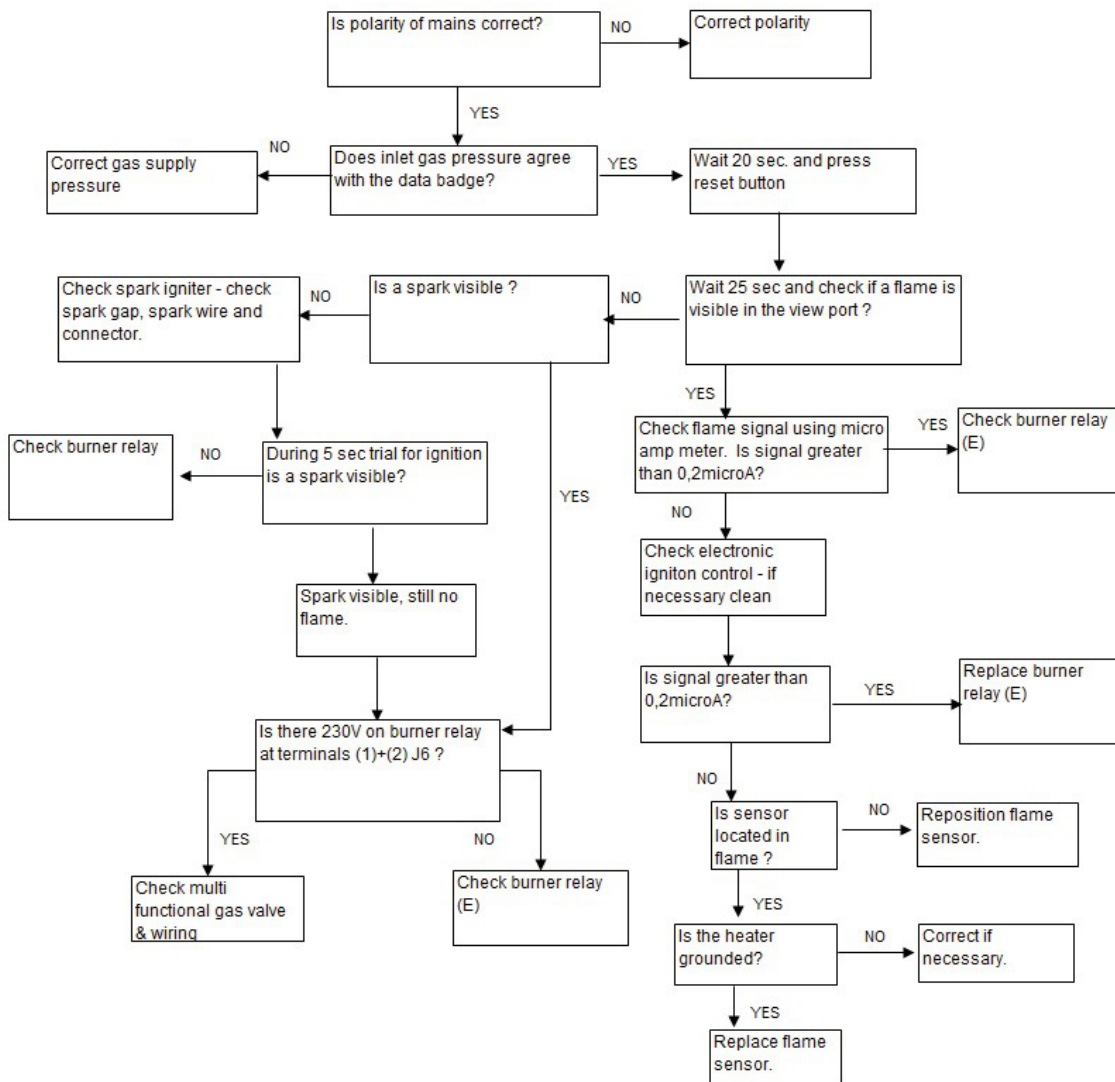 Is polarity of mains correct?
NO
Correct polarity
YES
Correct gas supply
pressure
NO
Does inlet gas pressure agree
with the data badge?
YES
Wait 20 sec. and press
reset button
Check spark igniter - check
spark gap, spark wire and
connector.
NO
Is a spark visible ?
NO
Wait 25 sec and check if a flame is
visible in the view port ?
YES
Check burner relay
NO
During 5 sec trial for ignition
is a spark visible?
YES
Check flame signal using micro
amp meter. Is signal greater
than 0,2microA?
YES
Check burner relay
(E)
NO
Check electronic
igniton control - if
necessary clean
Spark visible, still no
flame.
Is signal greater than
0,2microA?
YES
Replace burner
relay (E)
Is there 230V on burner relay
at terminals (1)+(2) J6 ?
NO
YES
NO
Is sensor
located in
flame ?
NO
Reposition flame
sensor.
Check multi
functional gas valve
& wiring
Check burner relay
(E)
YES
Is the heater
grounded?
NO
Correct if
necessary.
YES
Replace flame
sensor.